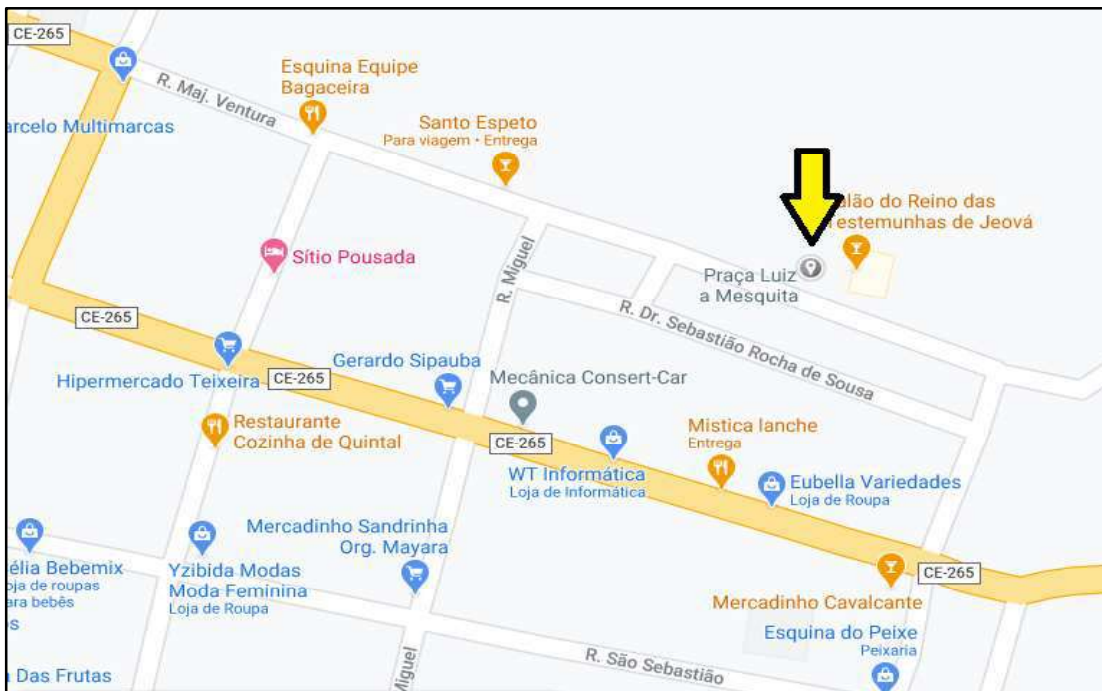 CE-265
R. Maj. Ventura
Esquina Equipe
Bagaceira
Santo Espeto
Para viagem • Entrega
arcelo Multimarcas
alão do Reino das
Testemunhas de Jeová
Sítio Pousada
R. Miguel
Praça Luiz
a Mesquita
CE-265
R. Dr. Sebastião Rocha de Sousa
Gerardo Sipauba
Hipermercado Teixeira
CE-265
Mecânica Consert-Car
Restaurante
Cozinha de Quintal
Mistica lanche
Entrega
CE-265
WT Informática
Loja de Informática
Eubella Variedades
Loja de Roupa
Mercadinho Sandrinha
Org. Mayara
élia Bebemix
oja de roupas
ara bebês
s
Yzibida Modas
Moda Feminina
Loja de Roupa
CE-265
Mercadinho Cavalcante
Esquina do Peixe
Peixaria
R. São Sebastião
Miguel
a Das Frutas